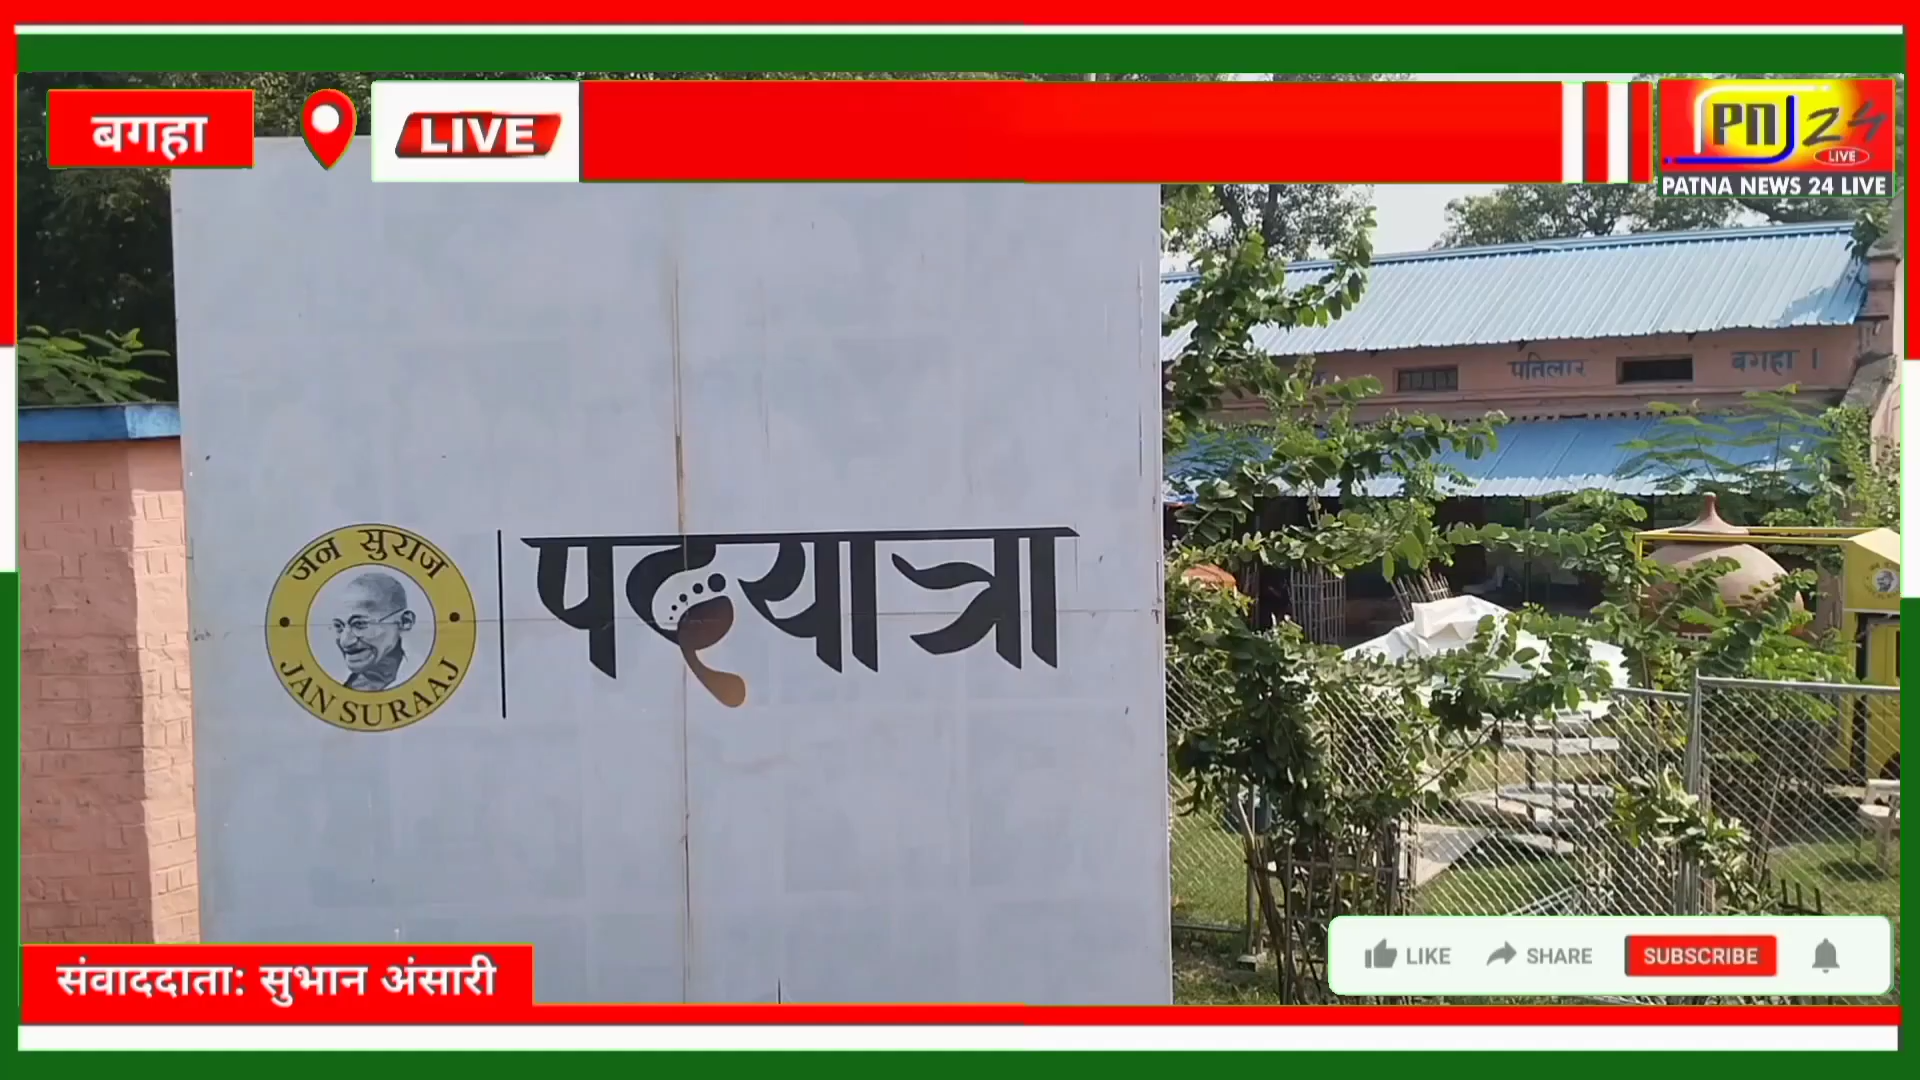 बगहा
LIVE
PN 24
LIVE
PATNA NEWS 24 LIVE
पतिलार बगहा ।
जन सुराज
JAN SURAAJ
पदयात्रा
संवाददाता: सुभान अंसारी
LIKE SHARE SUBSCRIBE